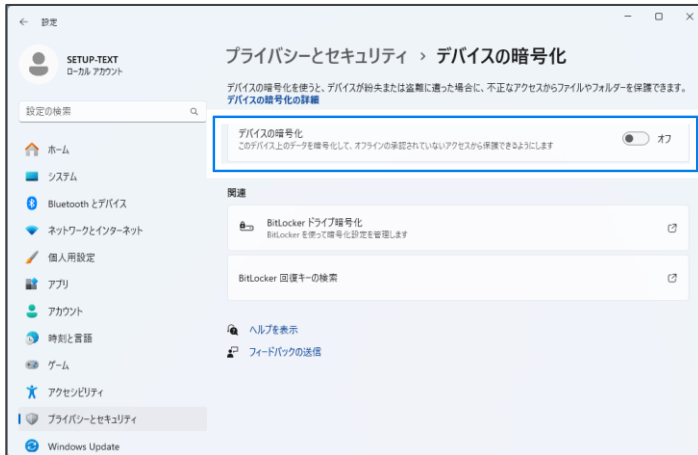 設定
SETUP-TEXT
ローカル アカウント
設定の検索
ホーム
システム
Bluetooth とデバイス
ネットワークとインターネット
個人用設定
アプリ
アカウント
時刻と言語
ゲーム
アクセシビリティ
プライバシーとセキュリティ
Windows Update
プライバシーとセキュリティ › デバイスの暗号化
デバイスの暗号化を使うと、デバイスが紛失または盗難に遭った場合に、不正なアクセスからファイルやフォルダーを保護できます。
デバイスの暗号化の詳細
デバイスの暗号化
このデバイス上のデータを暗号化して、オフラインの承認されていないアクセスから保護できるようにします
オフ
関連
BitLocker ドライブ暗号化
BitLocker を使って暗号化設定を管理します
BitLocker 回復キーの検索
ヘルプを表示
フィードバックの送信